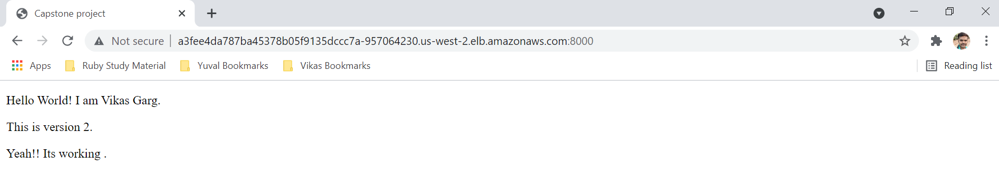 Capstone project
Not secure a3fee4da787ba45378b05f9135dccc7a-957064230.us-west-2.elb.amazonaws.com:8000
Apps Ruby Study Material Yuval Bookmarks Vikas Bookmarks Reading list
Hello World! I am Vikas Garg.
This is version 2.
Yeah!! Its working .